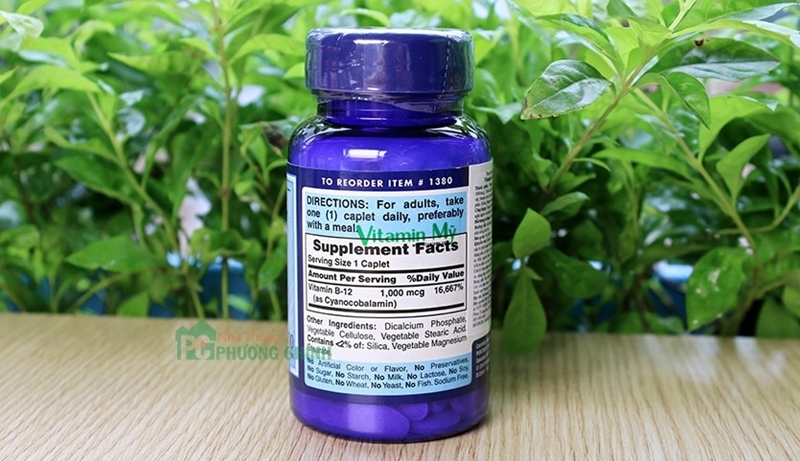 TO REORDER ITEM # 1380
DIRECTIONS: For adults, take
one (1) caplet daily, preferably
with a meal.
Vitamin Mỹ
Supplement Facts
Serving Size 1 Caplet
Amount Per Serving %Daily Value
Vitamin B-12 1,000 mcg 16,667%
(as Cyanocobalamin)
Other Ingredients: Dicalcium Phosphate,
Vegetable Cellulose, Vegetable Stearic Acid.
Contains <2% of: Silica, Vegetable Magnesium
Stearate.
PHƯƠNG CHINH
No Artificial Color or Flavor, No Preservatives,
No Sugar, No Starch, No Milk, No Lactose, No Soy,
No Gluten, No Wheat, No Yeast, No Fish. Sodium Free.